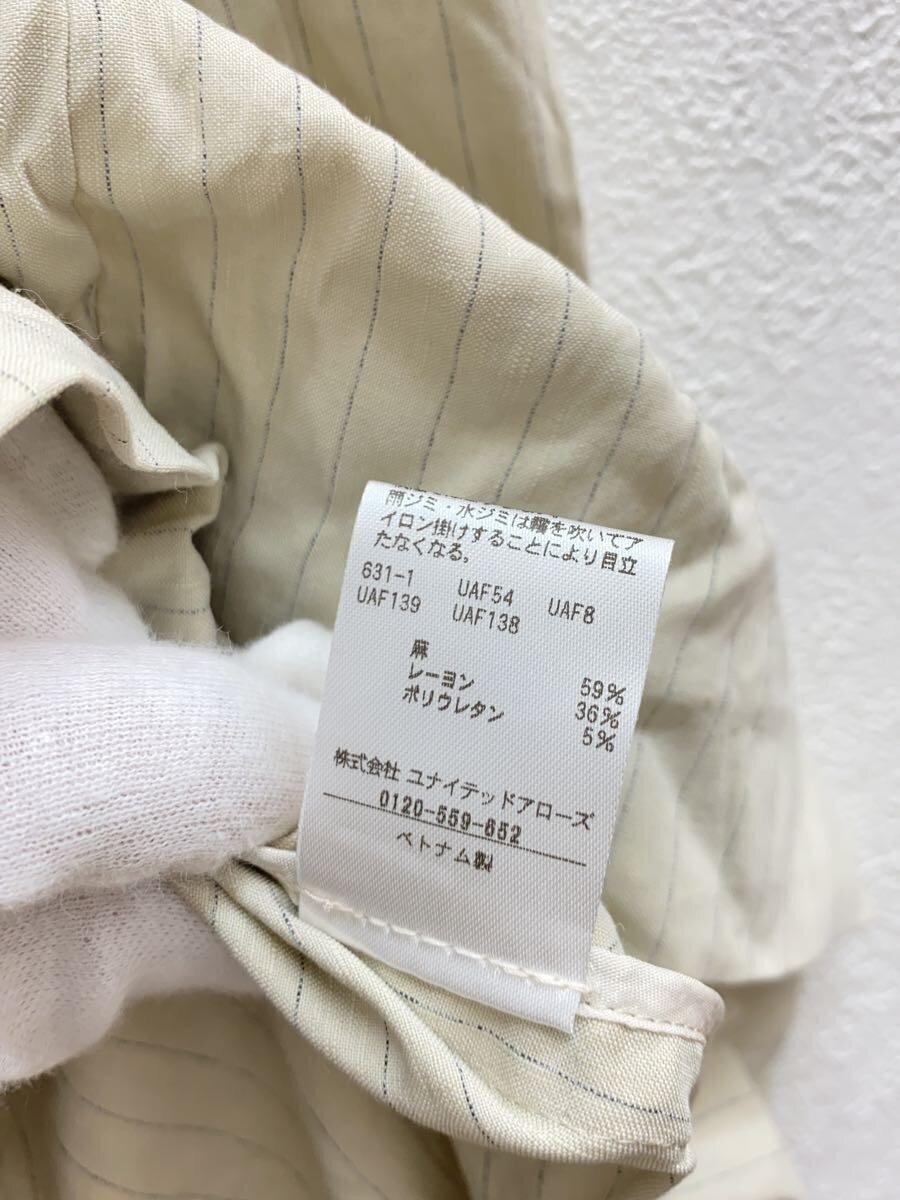 雨ジミ・水ジミは霧を吹いてア
イロン掛けすることにより目立
たなくなる。
631-1 UAF54 UAF8
UAF139 UAF138
麻 59%
レーヨン 36%
ポリウレタン 5%
株式会社 ユナイテッドアローズ
0120-559-652
ベトナム製